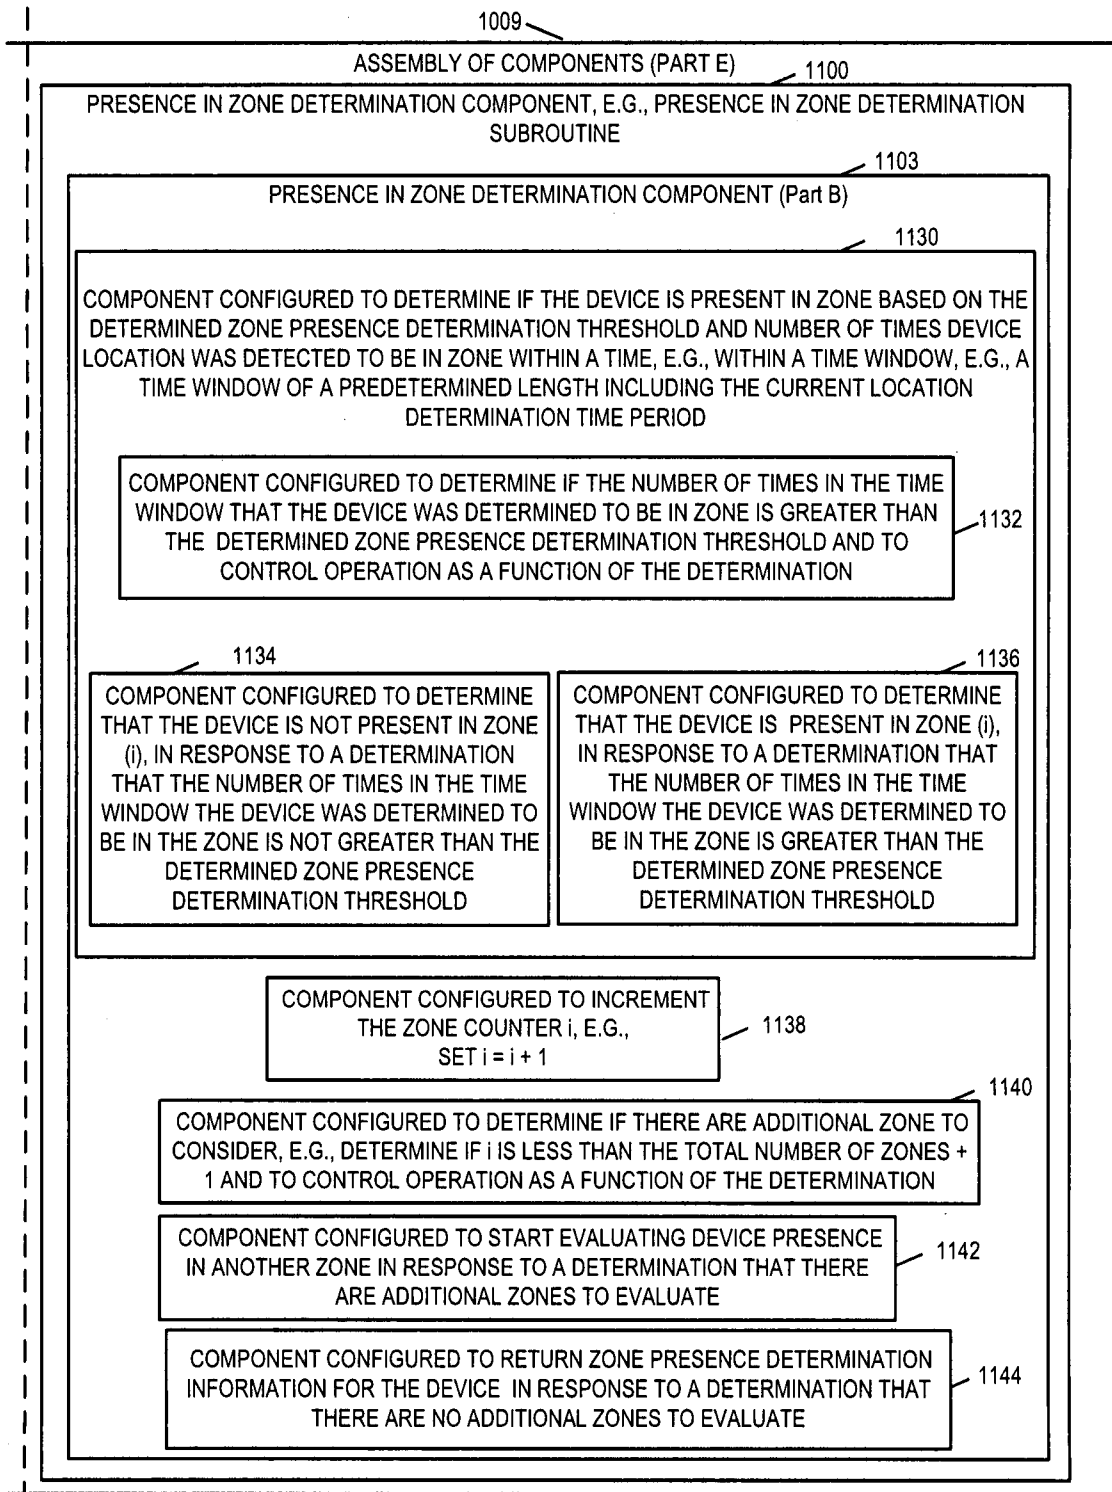 1009
ASSEMBLY OF COMPONENTS (PART E)
1100
PRESENCE IN ZONE DETERMINATION COMPONENT, E.G., PRESENCE IN ZONE DETERMINATION
SUBROUTINE
1103
PRESENCE IN ZONE DETERMINATION COMPONENT (Part B)
1130
COMPONENT CONFIGURED TO DETERMINE IF THE DEVICE IS PRESENT IN ZONE BASED ON THE
DETERMINED ZONE PRESENCE DETERMINATION THRESHOLD AND NUMBER OF TIMES DEVICE
LOCATION WAS DETECTED TO BE IN ZONE WITHIN A TIME, E.G., WITHIN A TIME WINDOW, E.G., A
TIME WINDOW OF A PREDETERMINED LENGTH INCLUDING THE CURRENT LOCATION
DETERMINATION TIME PERIOD
COMPONENT CONFIGURED TO DETERMINE IF THE NUMBER OF TIMES IN THE TIME
WINDOW THAT THE DEVICE WAS DETERMINED TO BE IN ZONE IS GREATER THAN
THE DETERMINED ZONE PRESENCE DETERMINATION THRESHOLD AND TO
CONTROL OPERATION AS A FUNCTION OF THE DETERMINATION
1132
1134
COMPONENT CONFIGURED TO DETERMINE
THAT THE DEVICE IS NOT PRESENT IN ZONE
(i), IN RESPONSE TO A DETERMINATION
THAT THE NUMBER OF TIMES IN THE TIME
WINDOW THE DEVICE WAS DETERMINED TO
BE IN THE ZONE IS NOT GREATER THAN THE
DETERMINED ZONE PRESENCE
DETERMINATION THRESHOLD
1136
COMPONENT CONFIGURED TO DETERMINE
THAT THE DEVICE IS PRESENT IN ZONE (i),
IN RESPONSE TO A DETERMINATION THAT
THE NUMBER OF TIMES IN THE TIME
WINDOW THE DEVICE WAS DETERMINED TO
BE IN THE ZONE IS GREATER THAN THE
DETERMINED ZONE PRESENCE
DETERMINATION THRESHOLD
COMPONENT CONFIGURED TO INCREMENT
THE ZONE COUNTER i, E.G.,
SET i = i + 1
1138
1140
COMPONENT CONFIGURED TO DETERMINE IF THERE ARE ADDITIONAL ZONE TO
CONSIDER, E.G., DETERMINE IF i IS LESS THAN THE TOTAL NUMBER OF ZONES +
1 AND TO CONTROL OPERATION AS A FUNCTION OF THE DETERMINATION
COMPONENT CONFIGURED TO START EVALUATING DEVICE PRESENCE
IN ANOTHER ZONE IN RESPONSE TO A DETERMINATION THAT THERE
ARE ADDITIONAL ZONES TO EVALUATE
1142
COMPONENT CONFIGURED TO RETURN ZONE PRESENCE DETERMINATION
INFORMATION FOR THE DEVICE IN RESPONSE TO A DETERMINATION THAT
THERE ARE NO ADDITIONAL ZONES TO EVALUATE
1144